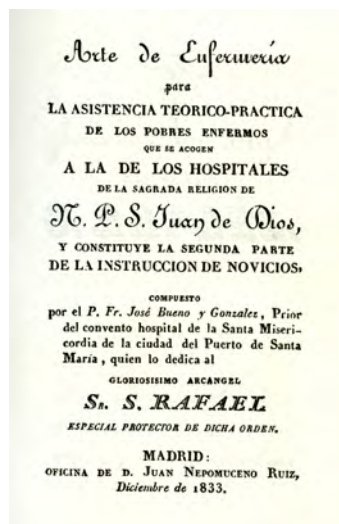 Arte de Enfermería
para
LA ASISTENCIA TEORICO-PRACTICA
DE LOS POBRES ENFERMOS
QUE SE ACOGEN
A LA DE LOS HOSPITALES
DE LA SAGRADA RELIGION DE
N. P. S. Juan de Dios,
Y CONSTITUYE LA SEGUNDA PARTE
DE LA INSTRUCCION DE NOVICIOS,
COMPUESTO
por el P. Fr. José Bueno y Gonzalez, Prior
del convento hospital de la Santa Miseri-
cordia de la ciudad del Puerto de Santa
María, quien lo dedica al
GLORIOSISIMO ARCANGEL
Sr. S. RAFAEL
ESPECIAL PROTECTOR DE DICHA ORDEN.
MADRID:
OFICINA DE D. JUAN NEPOMUCENO RUIZ,
Diciembre de 1833.